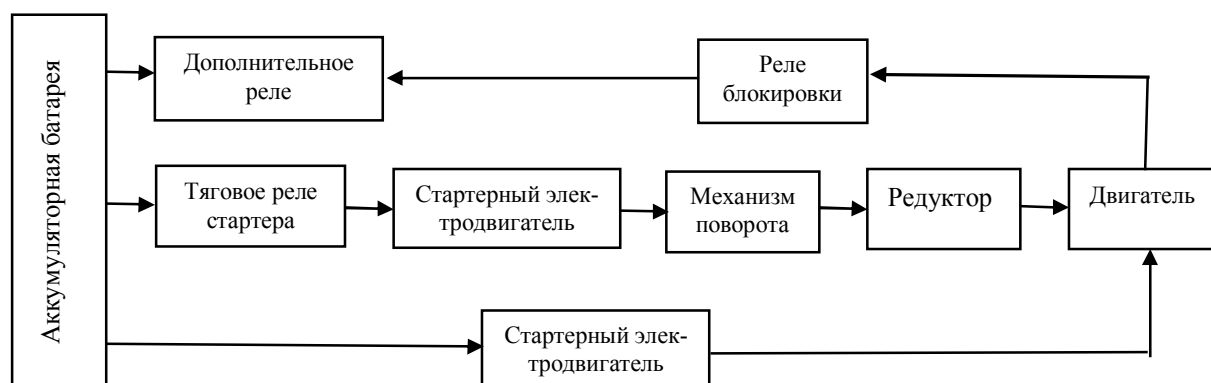 Аккумуляторная батарея
Дополнительное
реле
Реле
блокировки
Тяговое реле
стартера
Стартерный элек-
тродвигатель
Механизм
поворота
Редуктор
Двигатель
Стартерный элек-
тродвигатель